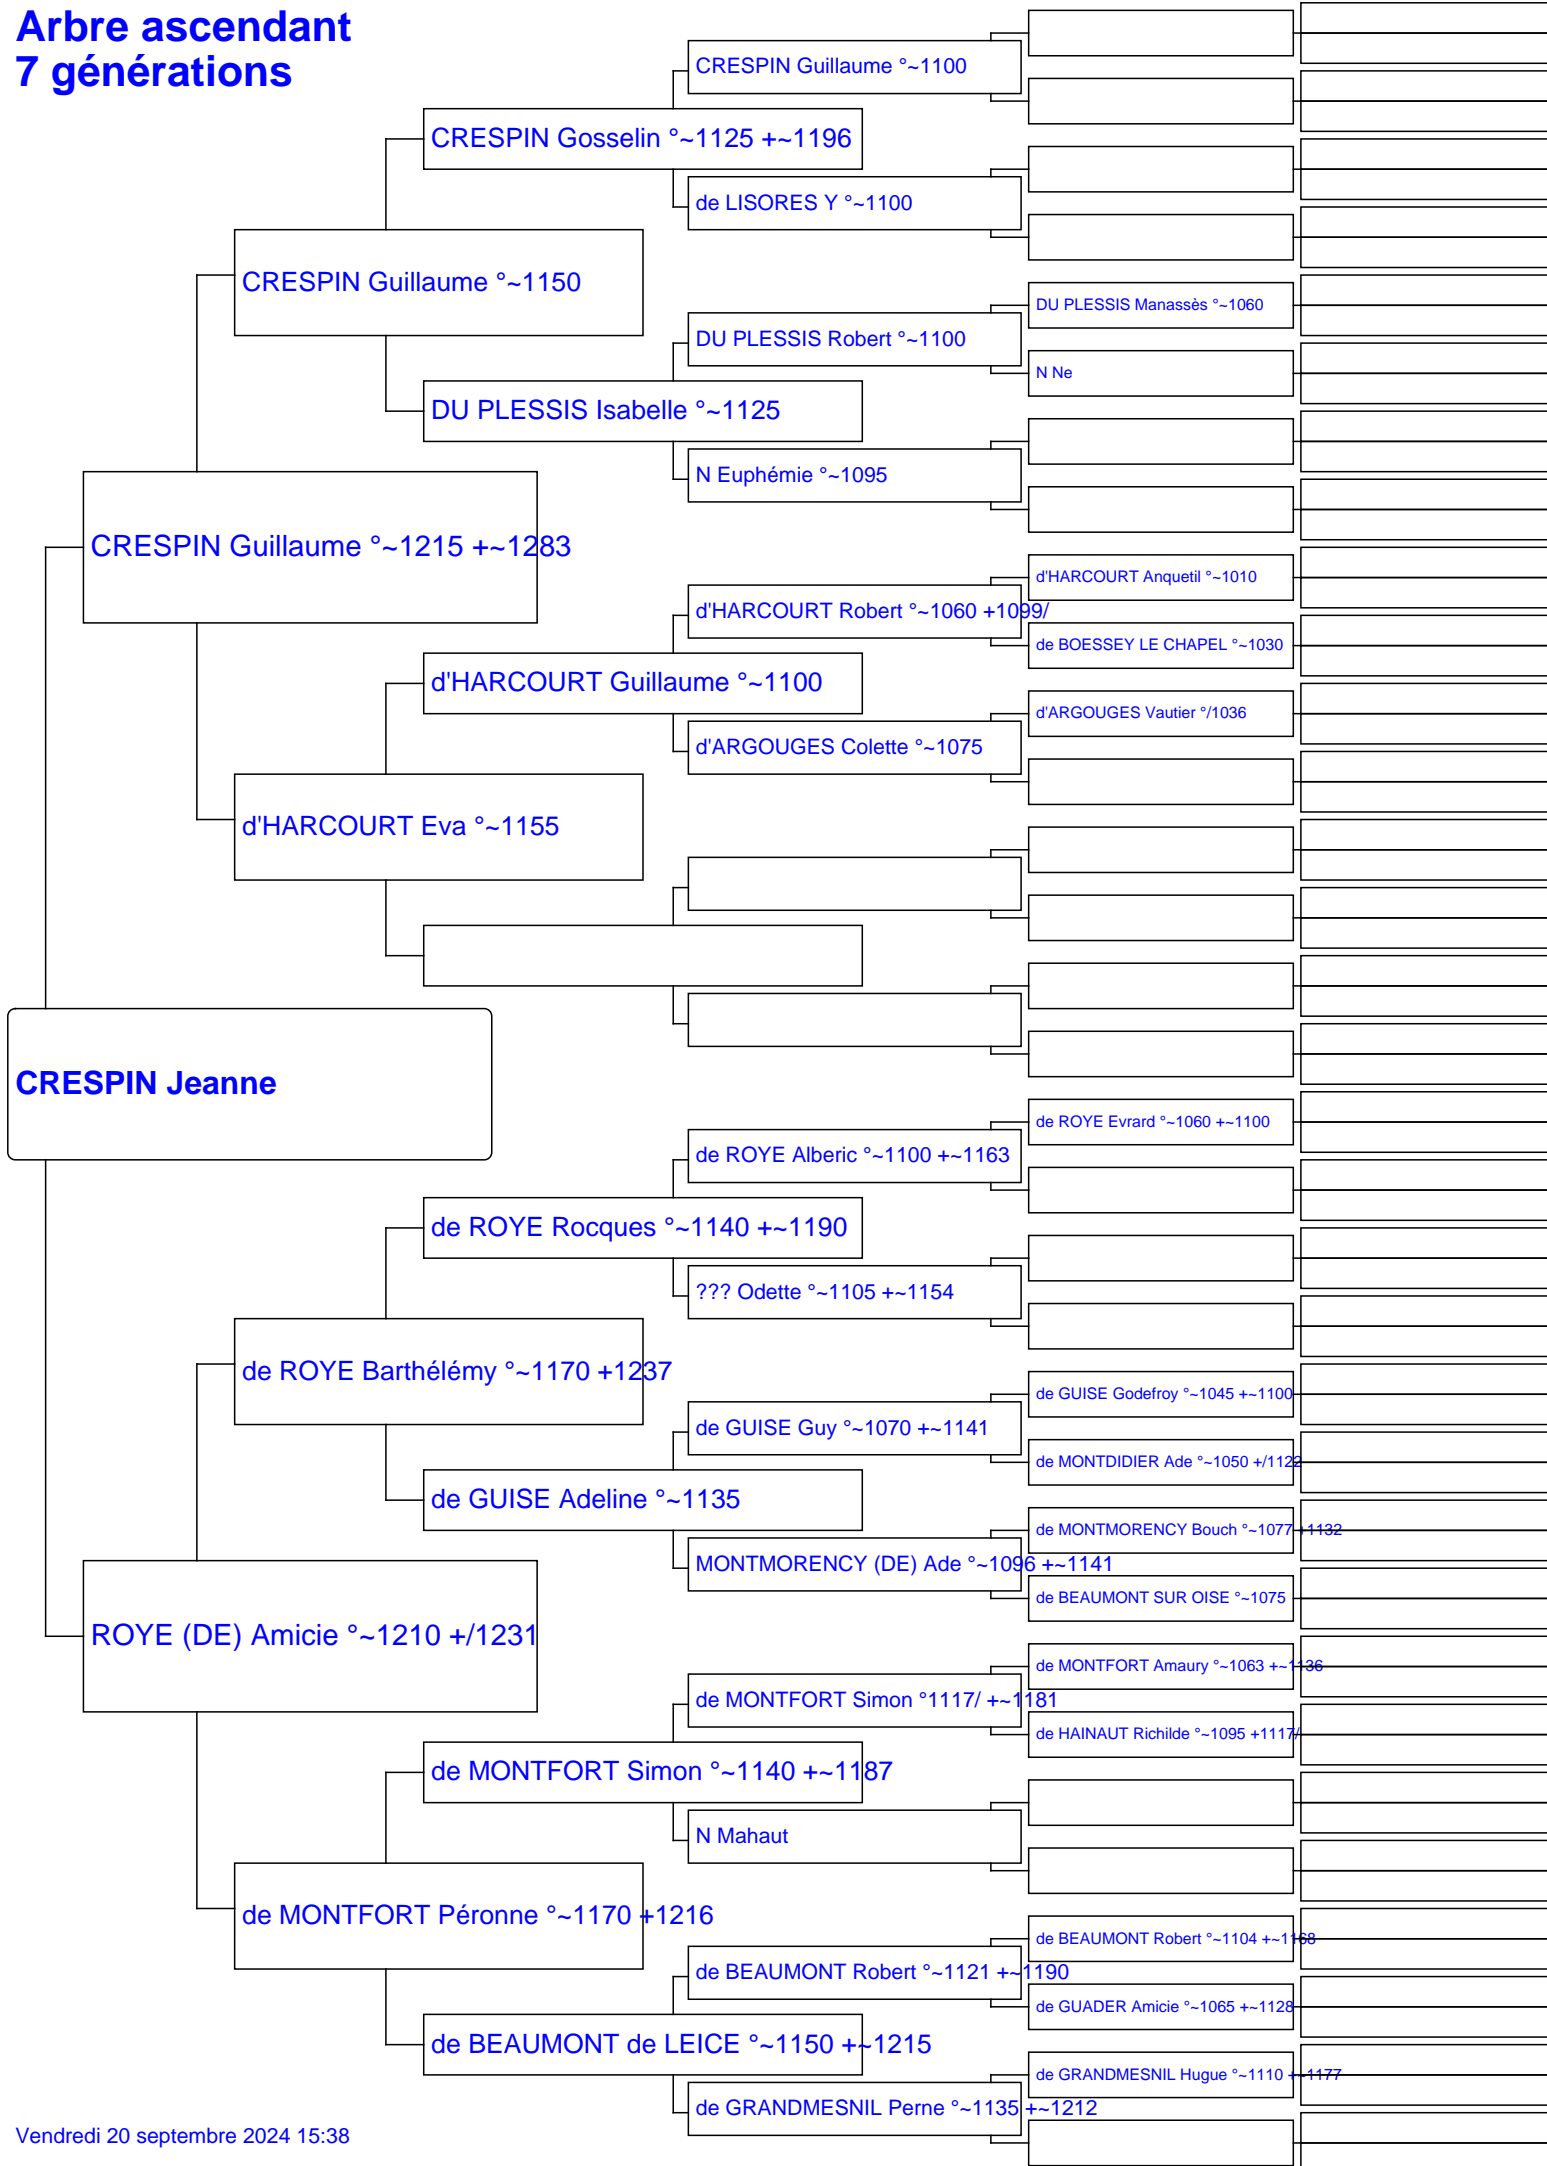 Arbre ascendant
7 générations
CRESPIN Guillaume °~1100
CRESPIN Gosselin °~1125 +~1196
de LISORES Y °~1100
CRESPIN Guillaume °~1150
DU PLESSIS Manassès °~1060
DU PLESSIS Robert °~1100
N Ne
DU PLESSIS Isabelle °~1125
N Euphémie °~1095
CRESPIN Guillaume °~1215 +~1283
d'HARCOURT Anquetil °~1010
d'HARCOURT Robert °~1060 +1099/
de BOESSEY LE CHAPEL °~1030
d'HARCOURT Guillaume °~1100
d'ARGOUGES Vautier °/1036
d'ARGOUGES Colette °~1075
d'HARCOURT Eva °~1155
CRESPIN Jeanne
de ROYE Evrard °~1060 +~1100
de ROYE Alberic °~1100 +~1163
de ROYE Rocques °~1140 +~1190
??? Odette °~1105 +~1154
de ROYE Barthélémy °~1170 +1237
de GUISE Godefroy °~1045 +~1100
de GUISE Guy °~1070 +~1141
de MONTDIDIER Ade °~1050 +/1122
de GUISE Adeline °~1135
de MONTMORENCY Bouch °~1077 +1132
MONTMORENCY (DE) Ade °~1096 +~1141
de BEAUMONT SUR OISE °~1075
ROYE (DE) Amicie °~1210 +/1231
de MONTFORT Amaury °~1063 +~1136
de MONTFORT Simon °1117/ +~1181
de HAINAUT Richilde °~1095 +1117/
de MONTFORT Simon °~1140 +~1187
N Mahaut
de MONTFORT Péronne °~1170 +1216
de BEAUMONT Robert °~1104 +~1168
de BEAUMONT Robert °~1121 +~1190
de GUADER Amicie °~1065 +~1128
de BEAUMONT de LEICE °~1150 +~1215
de GRANDMESNIL Hugue °~1110 +~1177
de GRANDMESNIL Perne °~1135 +~1212
Vendredi 20 septembre 2024 15:38